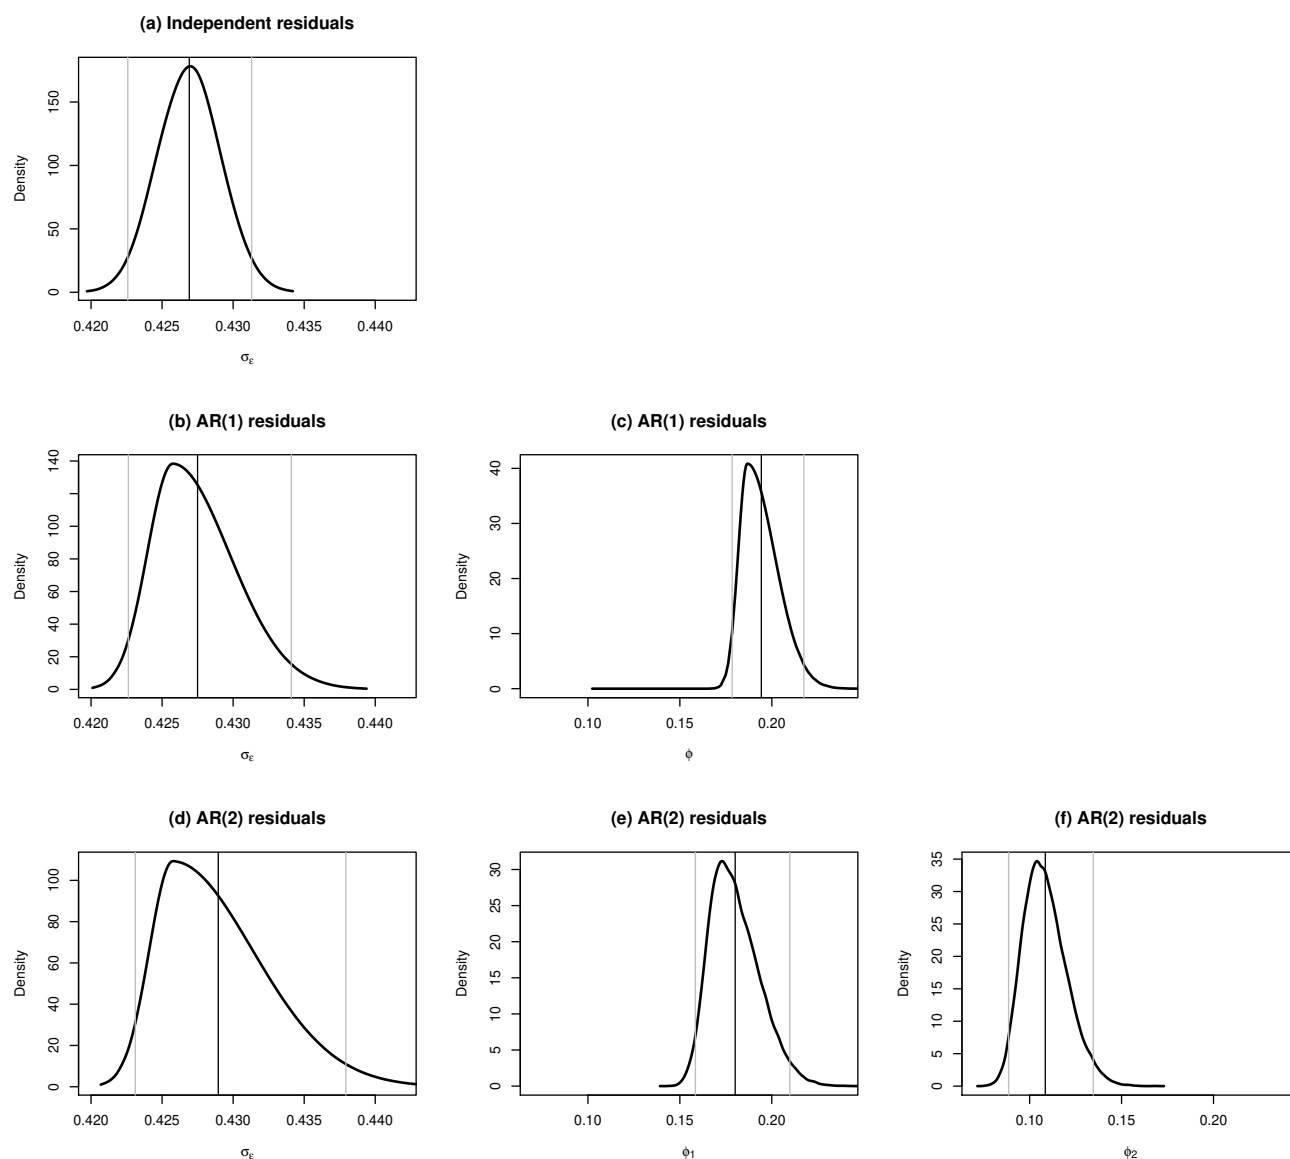 (a) Independent residuals
Density
0 50 100 150
0.420 0.425 0.430 0.435 0.440
σε
(b) AR(1) residuals
Density
0 20 40 60 80 100 140
0.420 0.425 0.430 0.435 0.440
σε
(c) AR(1) residuals
Density
0 10 20 30 40
0.10 0.15 0.20
ϕ
(d) AR(2) residuals
Density
0 20 40 60 80 100
0.420 0.425 0.430 0.435 0.440
σε
(e) AR(2) residuals
Density
0 5 10 15 20 25 30
0.10 0.15 0.20
ϕ1
(f) AR(2) residuals
Density
0 5 10 15 20 25 30 35
0.10 0.15 0.20
ϕ2